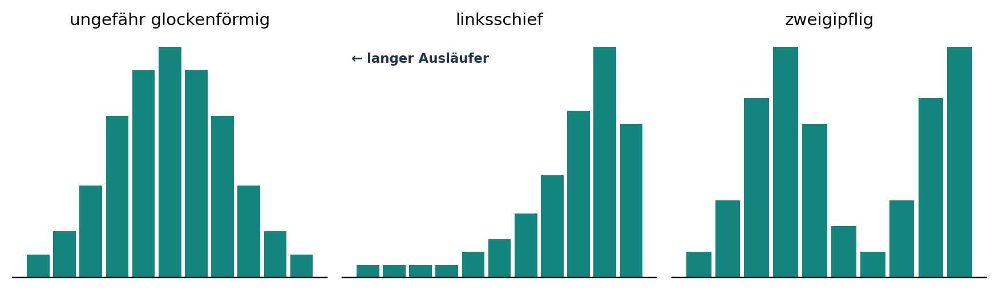 ungefähr glockenförmig
linksschief
zweigipflig
← langer Ausläufer